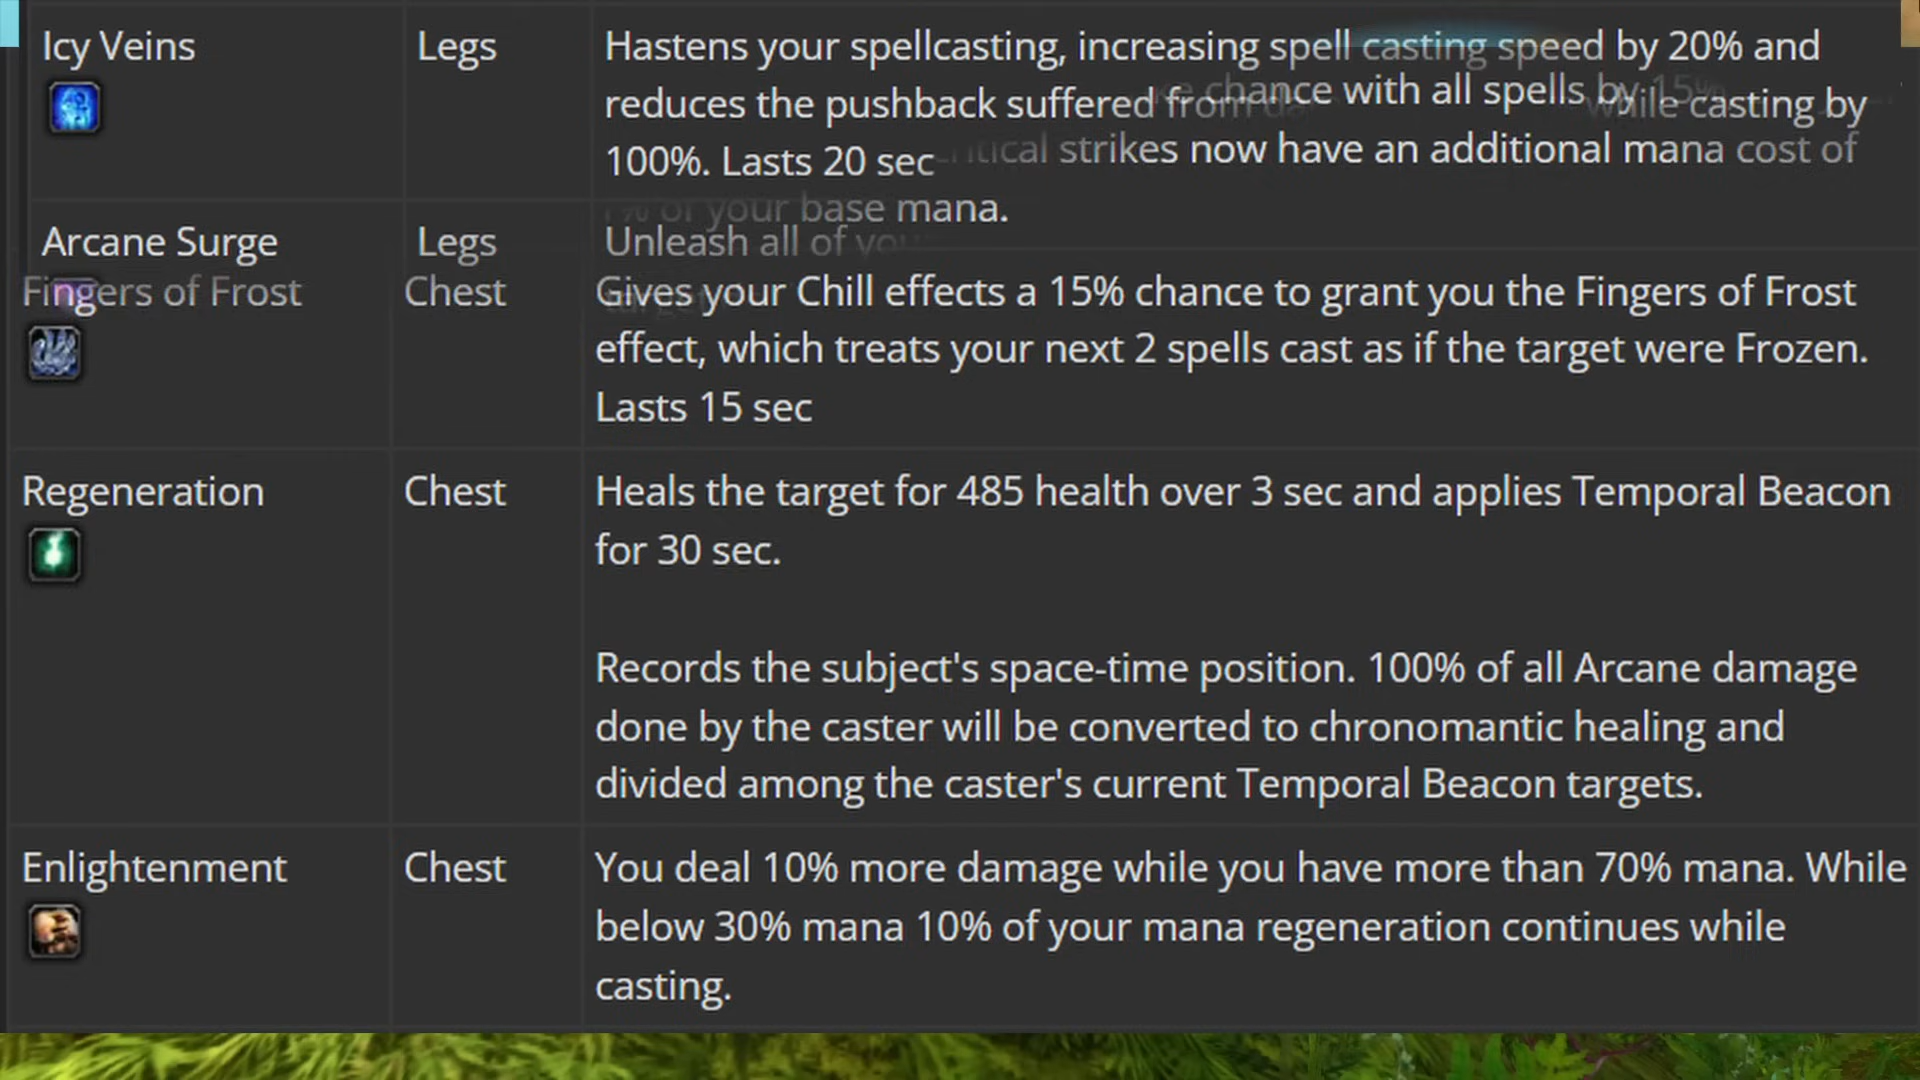 Icy Veins
Legs
Hastens your spellcasting, increasing spell casting speed by 20% and
reduces the pushback suffered from while casting by
100%. Lasts 20 sec
chance with all spells by 15%
strikes now have an additional mana cost of
of your base mana.
Arcane Surge
Legs
Unleash all of
Fingers of Frost
Chest
Gives your Chill effects a 15% chance to grant you the Fingers of Frost
effect, which treats your next 2 spells cast as if the target were Frozen.
Lasts 15 sec
Regeneration
Chest
Heals the target for 485 health over 3 sec and applies Temporal Beacon
for 30 sec.
Records the subject's space-time position. 100% of all Arcane damage
done by the caster will be converted to chronomantic healing and
divided among the caster's current Temporal Beacon targets.
Enlightenment
Chest
You deal 10% more damage while you have more than 70% mana. While
below 30% mana 10% of your mana regeneration continues while
casting.